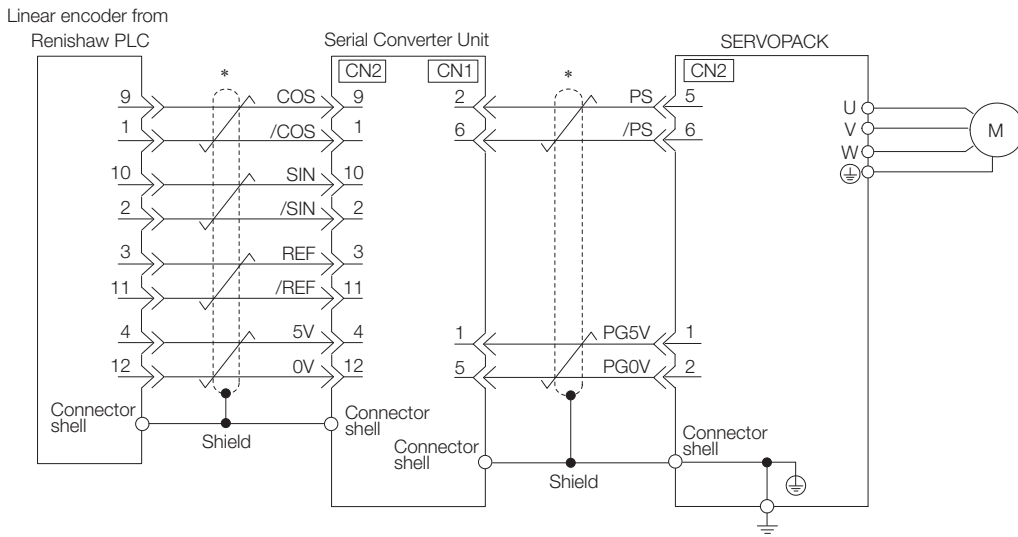 Linear encoder from
Renishaw PLC
Serial Converter Unit
SERVOPACK
CN2
CN1
CN2
*
*
9 COS 9
1 /COS 1
10 SIN 10
2 /SIN 2
3 REF 3
11 /REF 11
4 5V 4
12 0V 12
Connector
shell
Shield
Connector
shell
2 PS 5
6 /PS 6
1 PG5V 1
5 PG0V 2
Connector
shell
Shield
Connector
shell
U
V
W
M